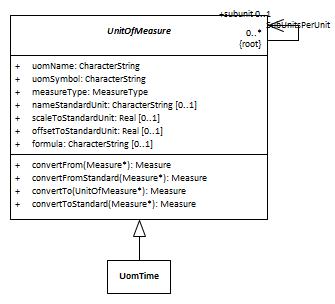 +subunit 0..1
UnitOfMeasure
SubUnitsPerUnit
0..*
{root}
+ uomName: CharacterString
+ uomSymbol: CharacterString
+ measureType: MeasureType
+ nameStandardUnit: CharacterString [0..1]
+ scaleToStandardUnit: Real [0..1]
+ offsetToStandardUnit: Real [0..1]
+ formula: CharacterString [0..1]
+ convertFrom(Measure*): Measure
+ convertFromStandard(Measure*): Measure
+ convertTo(UnitOfMeasure*): Measure
+ convertToStandard(Measure*): Measure
UomTime